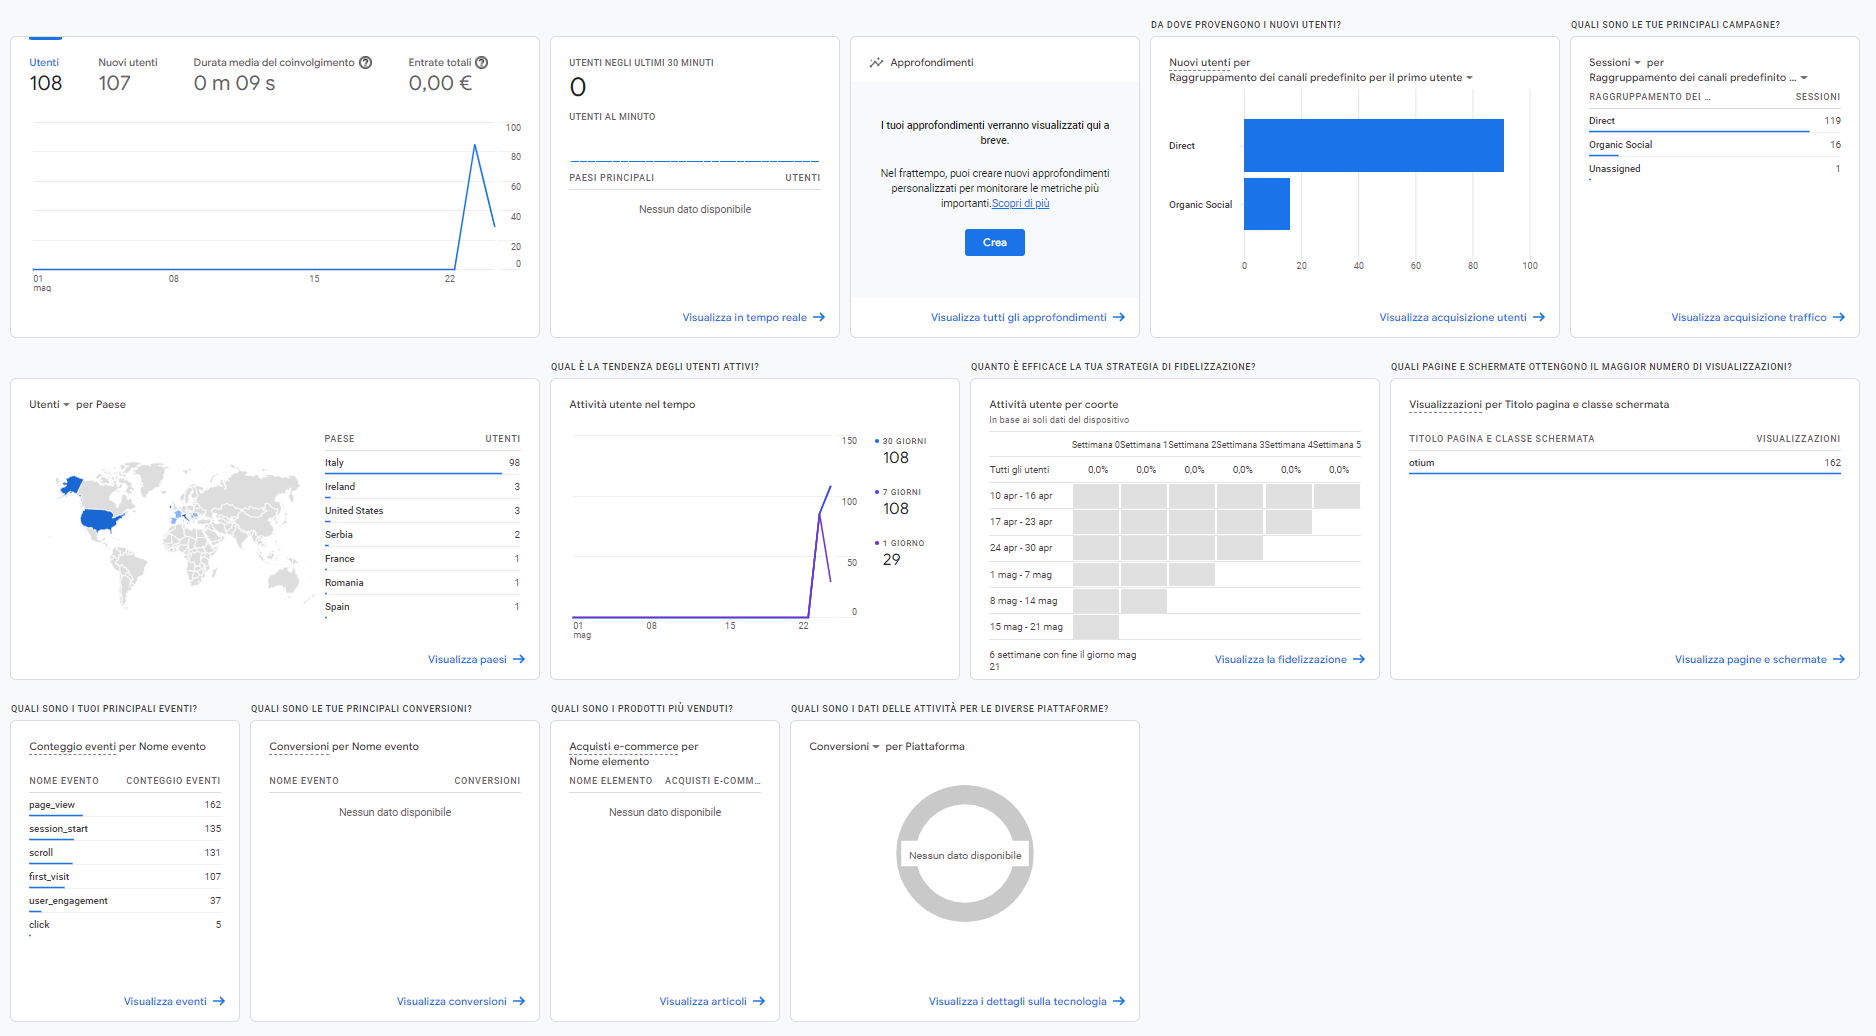 Utenti
108
Nuovi utenti
107
Durata media del coinvolgimento
0 m 09 s
Entrate totali
0,00 €
100
80
60
40
20
0
01
mag
08
15
22
UTENTI NEGLI ULTIMI 30 MINUTI
0
UTENTI AL MINUTO
PAESI PRINCIPALI UTENTI
Nessun dato disponibile
Visualizza in tempo reale
Approfondimenti
I tuoi approfondimenti verranno visualizzati qui a
breve.
Nel frattempo, puoi creare nuovi approfondimenti
personalizzati per monitorare le metriche più
importanti.Scopri di più
Crea
Visualizza tutti gli approfondimenti
DA DOVE PROVENGONO I NUOVI UTENTI?
Nuovi utenti per
Raggruppamento dei canali predefinito per il primo utente
Direct
Organic Social
0 20 40 60 80 100
Visualizza acquisizione utenti
QUALI SONO LE TUE PRINCIPALI CAMPAGNE?
Sessioni per
Raggruppamento dei canali predefinito ...
RAGGRUPPAMENTO DEI ... SESSIONI
Direct 119
Organic Social 16
Unassigned 1
Visualizza acquisizione traffico
Utenti per Paese
PAESE UTENTI
Italy 98
Ireland 3
United States 3
Serbia 2
France 1
Romania 1
Spain 1
Visualizza paesi
QUAL È LA TENDENZA DEGLI UTENTI ATTIVI?
Attività utente nel tempo
150
100
50
0
01
mag
08
15
22
30 GIORNI
108
7 GIORNI
108
1 GIORNO
29
QUANTO È EFFICACE LA TUA STRATEGIA DI FIDELIZZAZIONE?
Attività utente per coorte
In base ai soli dati del dispositivo
Settimana 0 Settimana 1 Settimana 2 Settimana 3 Settimana 4 Settimana 5
Tutti gli utenti 0,0% 0,0% 0,0% 0,0% 0,0% 0,0%
10 apr - 16 apr
17 apr - 23 apr
24 apr - 30 apr
1 mag - 7 mag
8 mag - 14 mag
15 mag - 21 mag
6 settimane con fine il giorno mag
21
Visualizza la fidelizzazione
QUALI PAGINE E SCHERMATE OTTENGONO IL MAGGIOR NUMERO DI VISUALIZZAZIONI?
Visualizzazioni per Titolo pagina e classe schermata
TITOLO PAGINA E CLASSE SCHERMATA VISUALIZZAZIONI
otium 162
Visualizza pagine e schermate
QUALI SONO I TUOI PRINCIPALI EVENTI?
Conteggio eventi per Nome evento
NOME EVENTO CONTEGGIO EVENTI
page_view 162
session_start 135
scroll 131
first_visit 107
user_engagement 37
click 5
Visualizza eventi
QUALI SONO LE TUE PRINCIPALI CONVERSIONI?
Conversioni per Nome evento
NOME EVENTO CONVERSIONI
Nessun dato disponibile
Visualizza conversioni
QUALI SONO I PRODOTTI PIÙ VENDUTI?
Acquisti e-commerce per
Nome elemento
NOME ELEMENTO ACQUISTI E-COMM...
Nessun dato disponibile
Visualizza articoli
QUALI SONO I DATI DELLE ATTIVITÀ PER LE DIVERSE PIATTAFORME?
Conversioni per Piattaforma
Nessun dato disponibile
Visualizza i dettagli sulla tecnologia